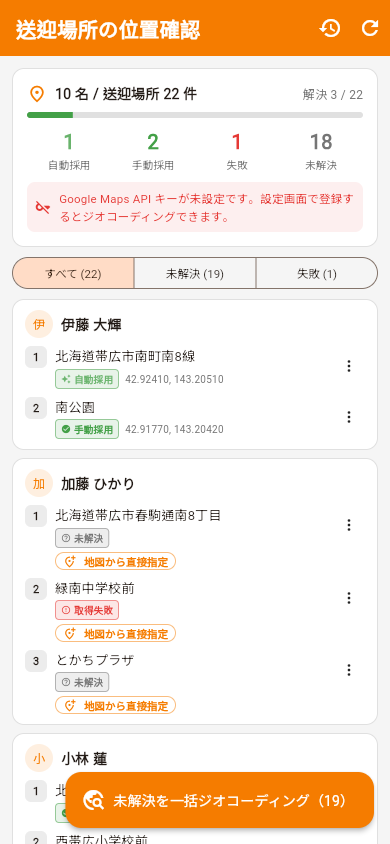 送迎場所の位置確認
10 名 / 送迎場所 22 件
解決 3 / 22
1 2 1 18
自動採用 手動採用 失敗 未解決
Google Maps API キーが未設定です。設定画面で登録す
るとジオコーディングできます。
すべて (22) 未解決 (19) 失敗 (1)
伊 伊藤 大輝
1 北海道帯広市南町南8線
自動採用 42.92410, 143.20510
2 南公園
手動採用 42.91770, 143.20420
加 加藤 ひかり
1 北海道帯広市春駒通南8丁目
未解決
地図から直接指定
2 緑南中学校前
取得失敗
地図から直接指定
3 とかちプラザ
未解決
地図から直接指定
小 小林 蓮
1 北
未解決を一括ジオコーディング（19）
2 西帯広小学校前